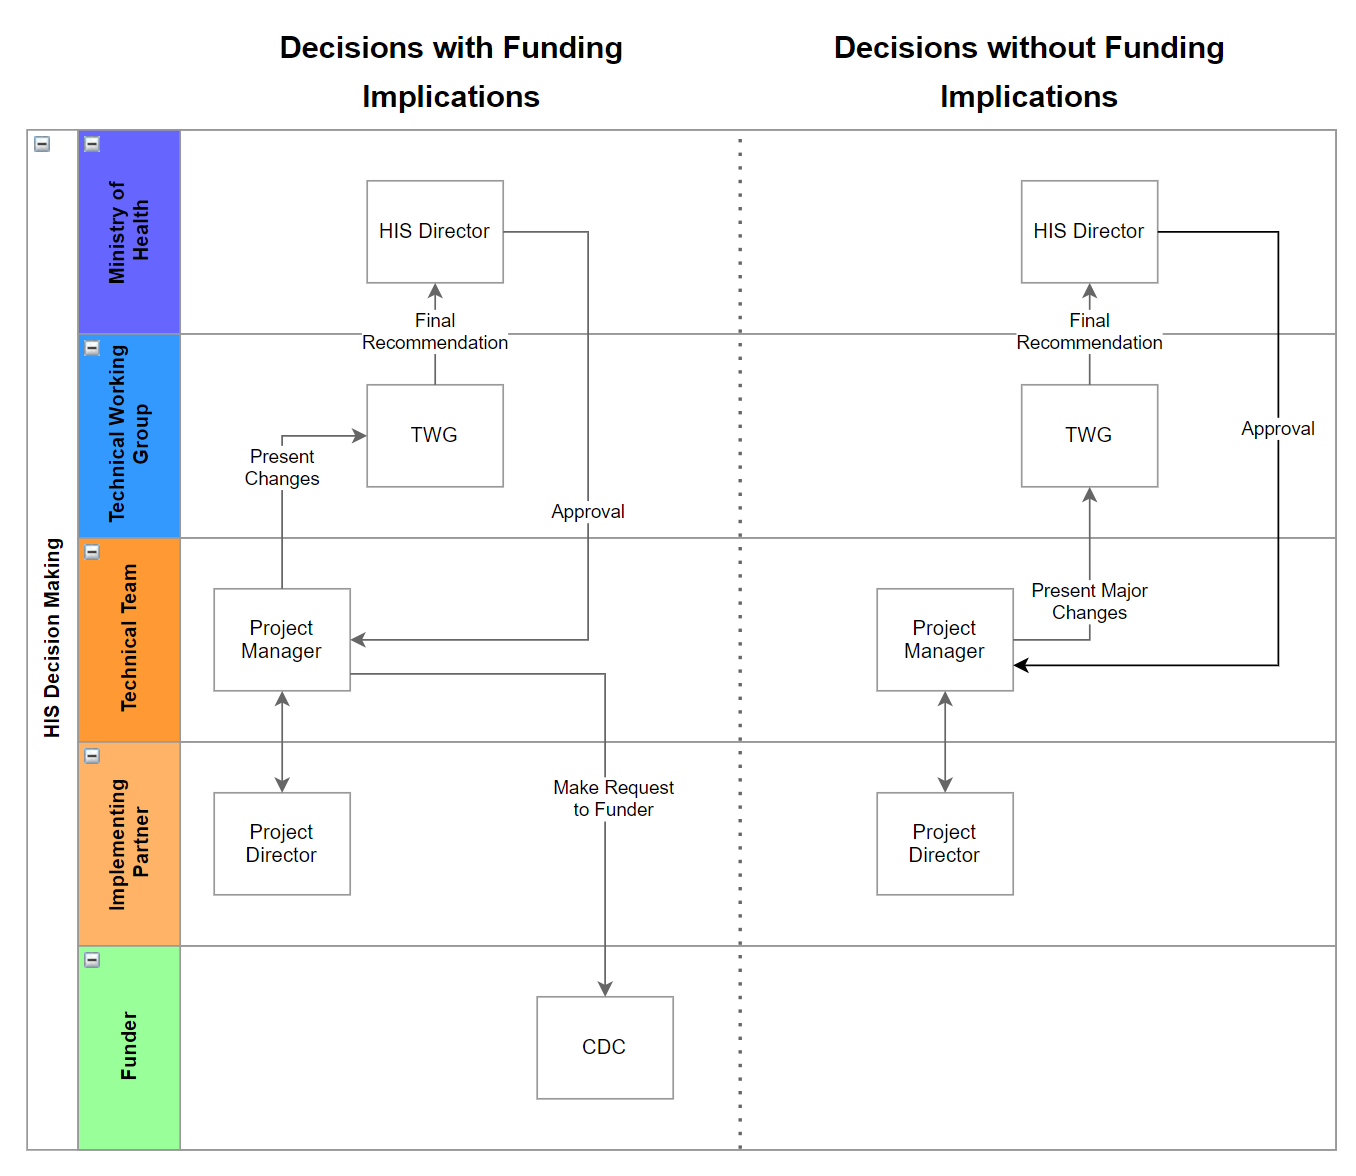 Decisions with Funding
Implications
Decisions without Funding
Implications
HIS Decision Making
Ministry of
Health
HIS Director
HIS Director
Final
Recommendation
Final
Recommendation
Technical Working
Group
TWG
TWG
Present
Changes
Approval
Approval
Technical Team
Project
Manager
Project
Manager
Present Major
Changes
Implementing
Partner
Project
Director
Make Request
to Funder
Project
Director
Funder
CDC